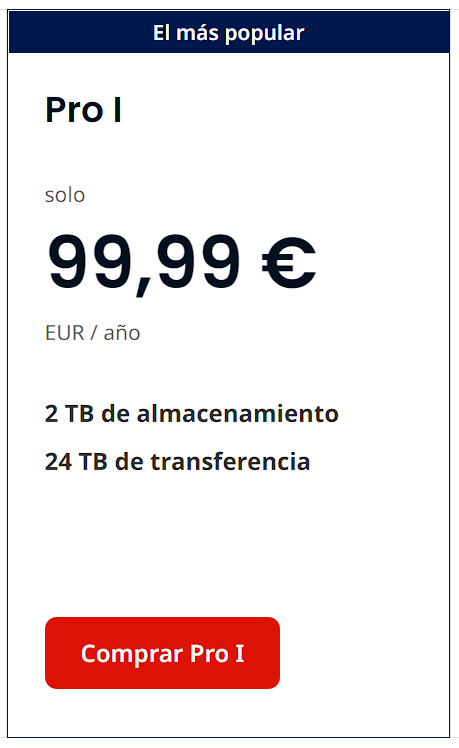 El más popular
Pro I
solo
99,99 €
EUR / año
2 TB de almacenamiento
24 TB de transferencia
Comprar Pro I